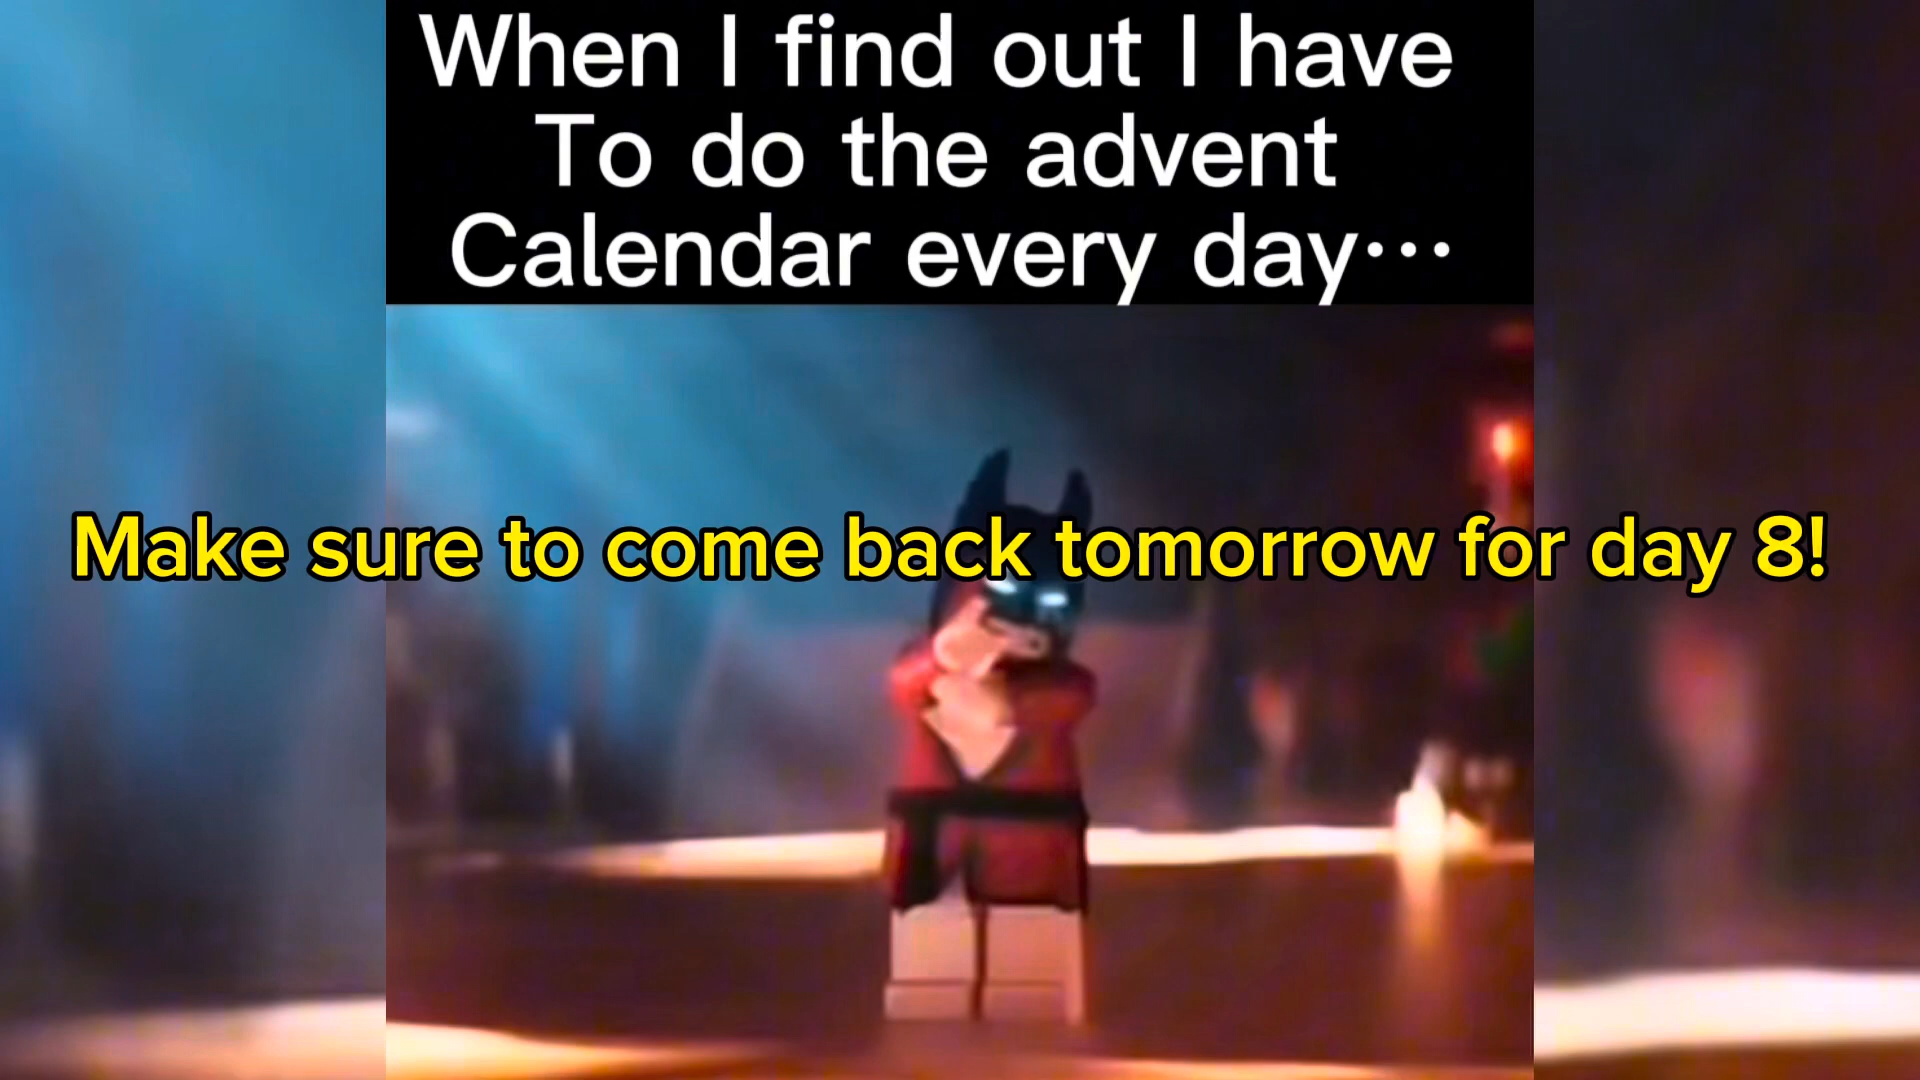 When I find out I have
To do the advent
Calendar every day…
Make sure to come back tomorrow for day 8!